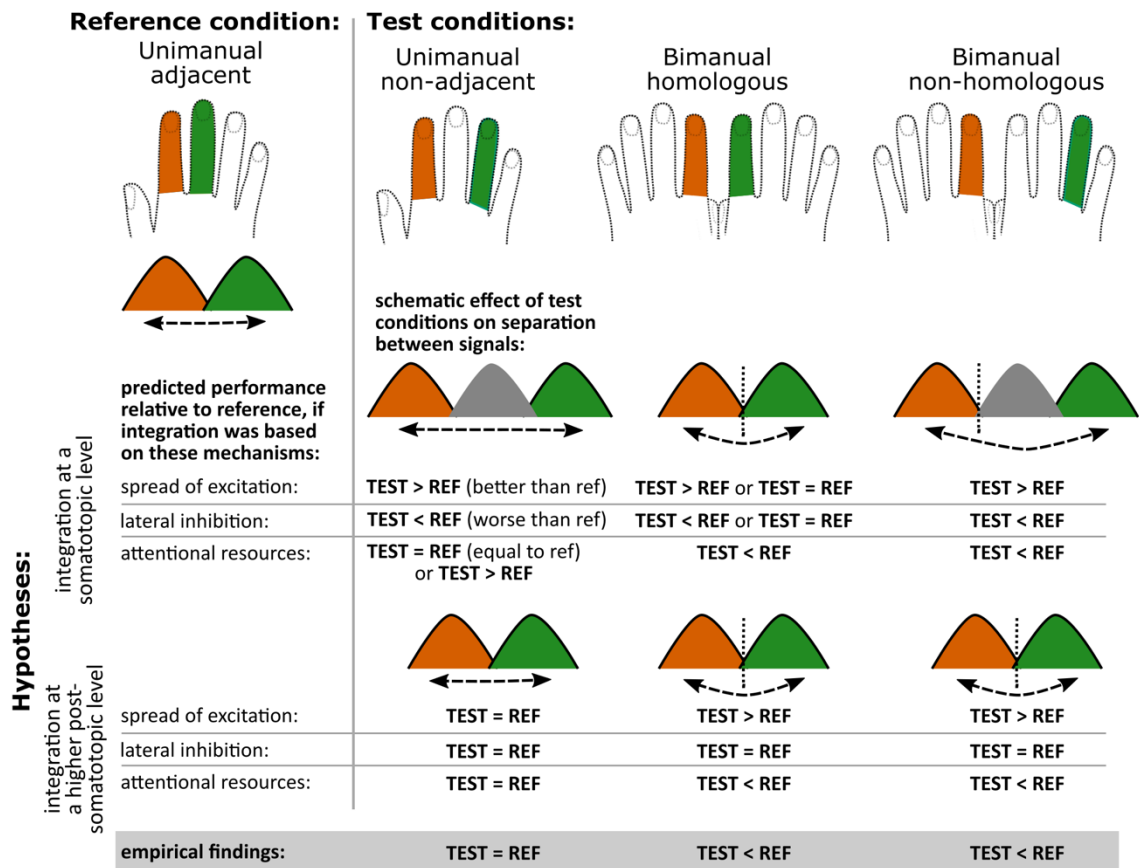 Reference condition:
Test conditions:
Unimanual
adjacent
Unimanual
non-adjacent
Bimanual
homologous
Bimanual
non-homologous
schematic effect of test
conditions on separation
between signals:
predicted performance
relative to reference, if
integration was based
on these mechanisms:
Hypotheses:
integration at a
somatotopic level
spread of excitation: TEST > REF (better than ref) TEST > REF or TEST = REF TEST > REF
lateral inhibition: TEST < REF (worse than ref) TEST < REF or TEST = REF TEST < REF
attentional resources: TEST = REF (equal to ref) TEST < REF TEST < REF
or TEST > REF
integration at
a higher post-
somatotopic level
spread of excitation: TEST = REF TEST > REF TEST > REF
lateral inhibition: TEST = REF TEST = REF TEST = REF
attentional resources: TEST = REF TEST < REF TEST < REF
empirical findings: TEST = REF TEST < REF TEST < REF